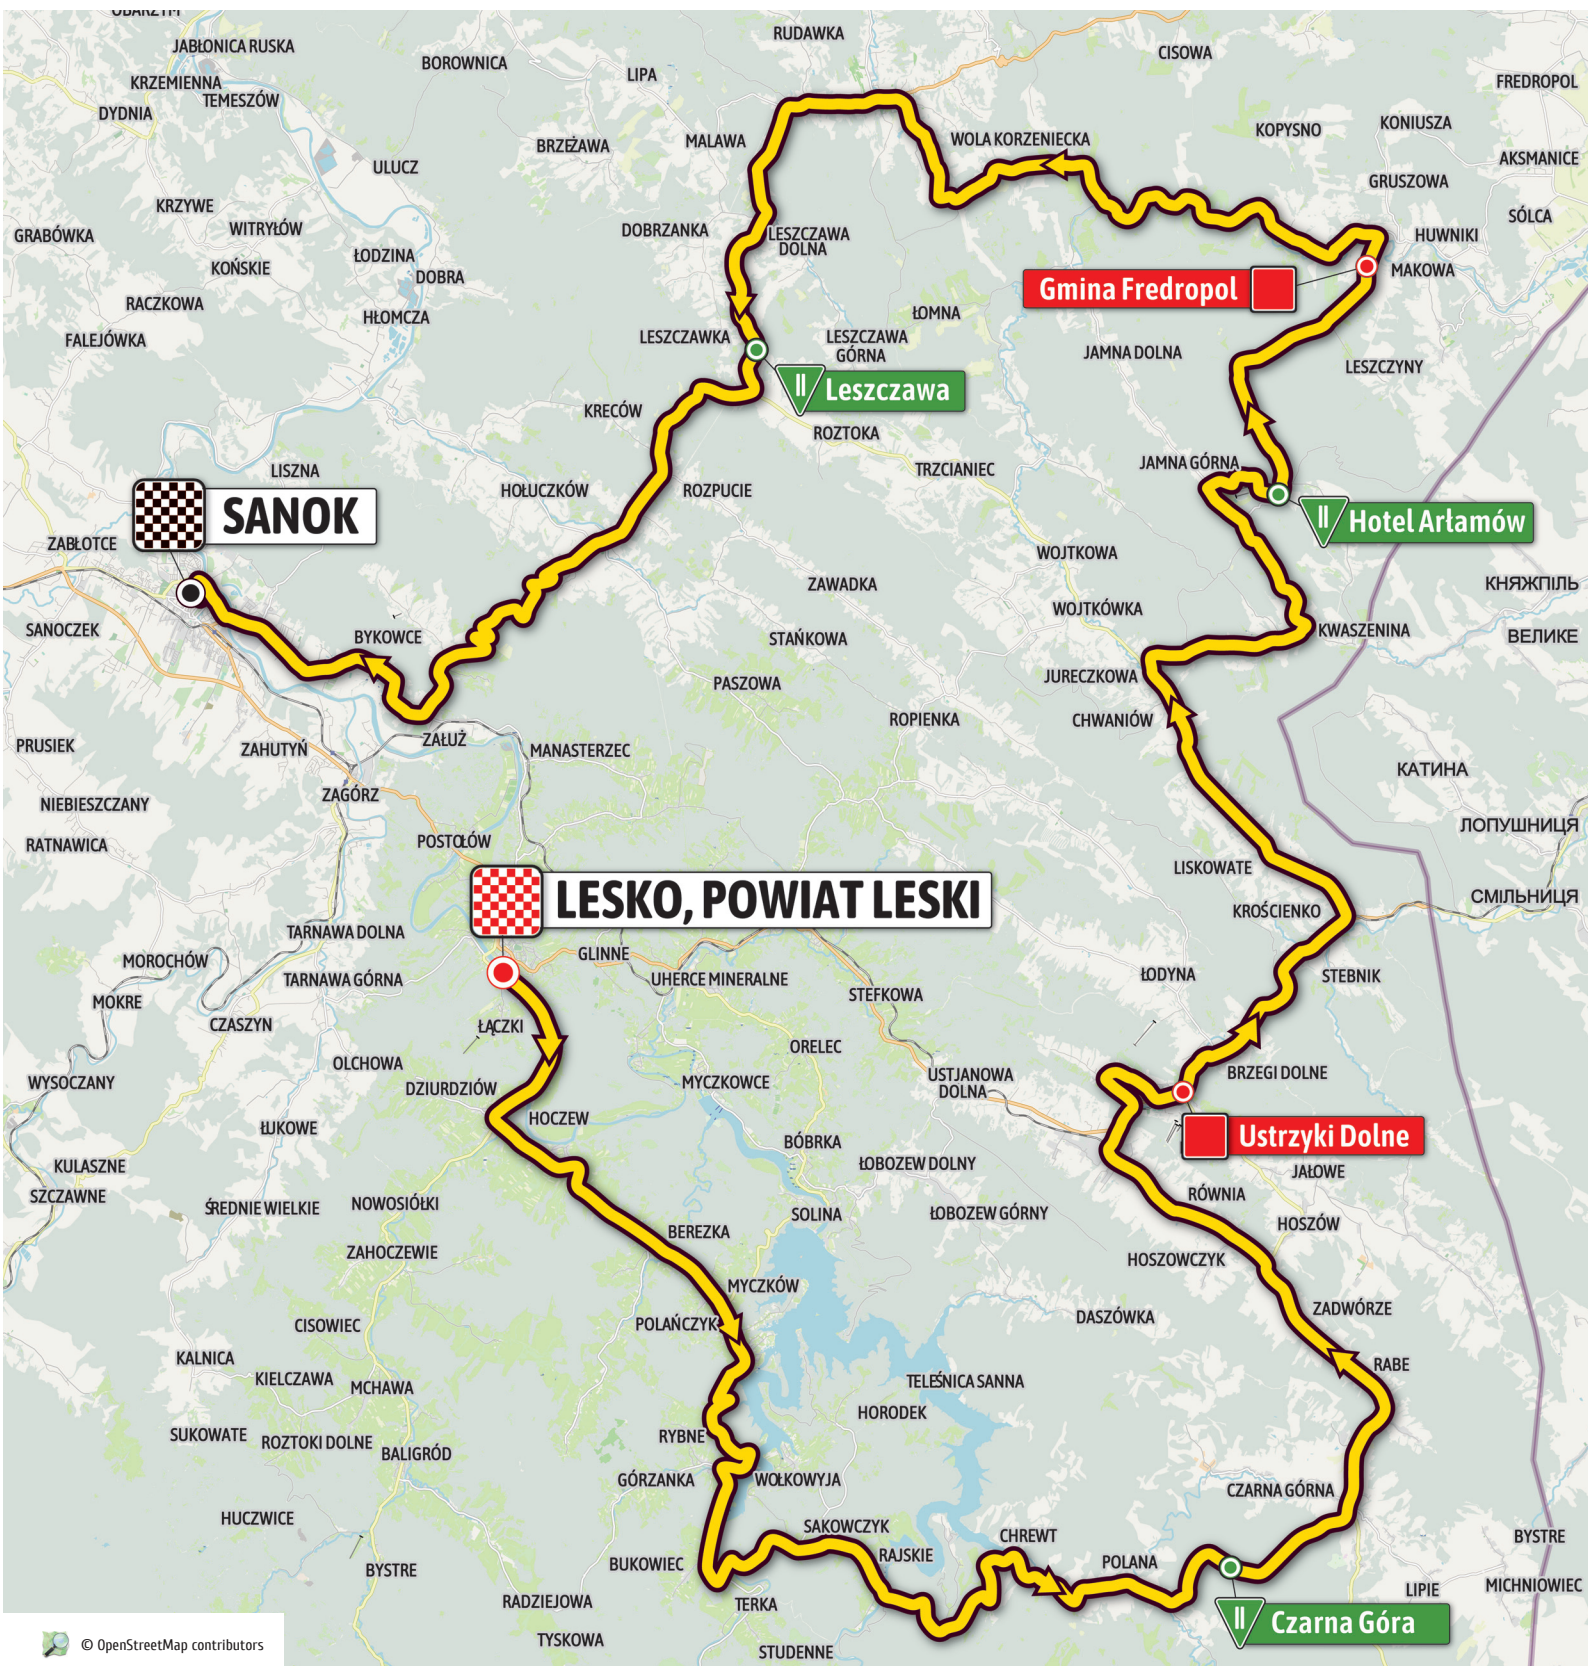 OBARZYM
JABŁONICA RUSKA
KRZEMIENNA
TEMESZÓW
DYDNIA
BOROWNICA
LIPA
RUDAWKA
CISOWA
FREDROPOL
BRZEŻAWA
MALAWA
WOLA KORZENIECKA
KOPYSNO
KONIUSZA
AKSMANICE
ULUCZ
GRUSZOWA
KRZYWE
WITRYŁÓW
GRABÓWKA
KOŃSKIE
ŁODZINA
DOBRA
DOBRZANKA
LESZCZAWA
DOLNA
SÓLCA
HUWNIKI
MAKOWA
Gmina Fredropol
RACZKOWA
HŁOMCZA
FALEJÓWKA
LESZCZAWKA
ŁOMNA
LESZCZAWA
GÓRNA
JAMNA DOLNA
LESZCZYNY
II Leszczawa
KRECÓW
ROZTOKA
TRZCIANIEC
JAMNA GÓRNA
LISZNA
HOŁUCZKÓW
ROZPUCIE
SANOK
II Hotel Arłamów
ZABŁOTCE
WOJTKOWA
ZAWADKA
КНЯЖПІЛЬ
WOJTKÓWKA
SANOCZEK
BYKOWCE
STAŃKOWA
KWASZENINA
ВЕЛИКЕ
PASZOWA
JURECZKOWA
ROPIENKA
CHWANIÓW
PRUSIEK
ZAHUTYŃ
ZAŁUŻ
MANASTERZEC
КАТИНА
NIEBIESZCZANY
ZAGÓRZ
RATNAWICA
POSTOŁÓW
ЛОПУШНИЦЯ
LISKOWATE
СМІЛЬНИЦЯ
LESKO, POWIAT LESKI
KROŚCIENKO
TARNAWA DOLNA
GLINNE
MOROCHÓW
TARNAWA GÓRNA
UHERCE MINERALNE
STEFKOWA
ŁODYNA
STEBNIK
MOKRE
CZASZYN
ŁĄCZKI
ORELEC
OLCHOWA
DZIURDZIÓW
MYCZKOWCE
USTJANOWA
DOLNA
BRZEGI DOLNE
WYSOCZANY
HOCZEW
ŁUKOWE
BÓBRKA
Ustrzyki Dolne
KULASZNE
ŁOBOZEW DOLNY
JAŁOWE
SZCZAWNE
ŚREDNIE WIELKIE
NOWOSIÓŁKI
SOLINA
ŁOBOZEW GÓRNY
RÓWNIA
HOSZÓW
BEREZKA
ZAHOCZEWIE
HOSZOWCZYK
MYCZKÓW
CISOWIEC
POLAŃCZYK
DASZÓWKA
ZADWÓRZE
KALNICA
KIELCZAWA
MCHAWA
TELEŚNICA SANNA
RABE
HORODEK
SUKOWATE
ROZTOKI DOLNE
BALIGRÓD
RYBNE
GÓRZANKA
WOŁKOWYJA
CZARNA GÓRNA
HUCZWICE
SAKOWCZYK
CHREWT
BYSTRE
BYSTRE
BUKOWIEC
RAJSKIE
POLANA
LIPIE
MICHNIOWIEC
RADZIEJOWA
TERKA
II Czarna Góra
TYSKOWA
STUDENNE
© OpenStreetMap contributors